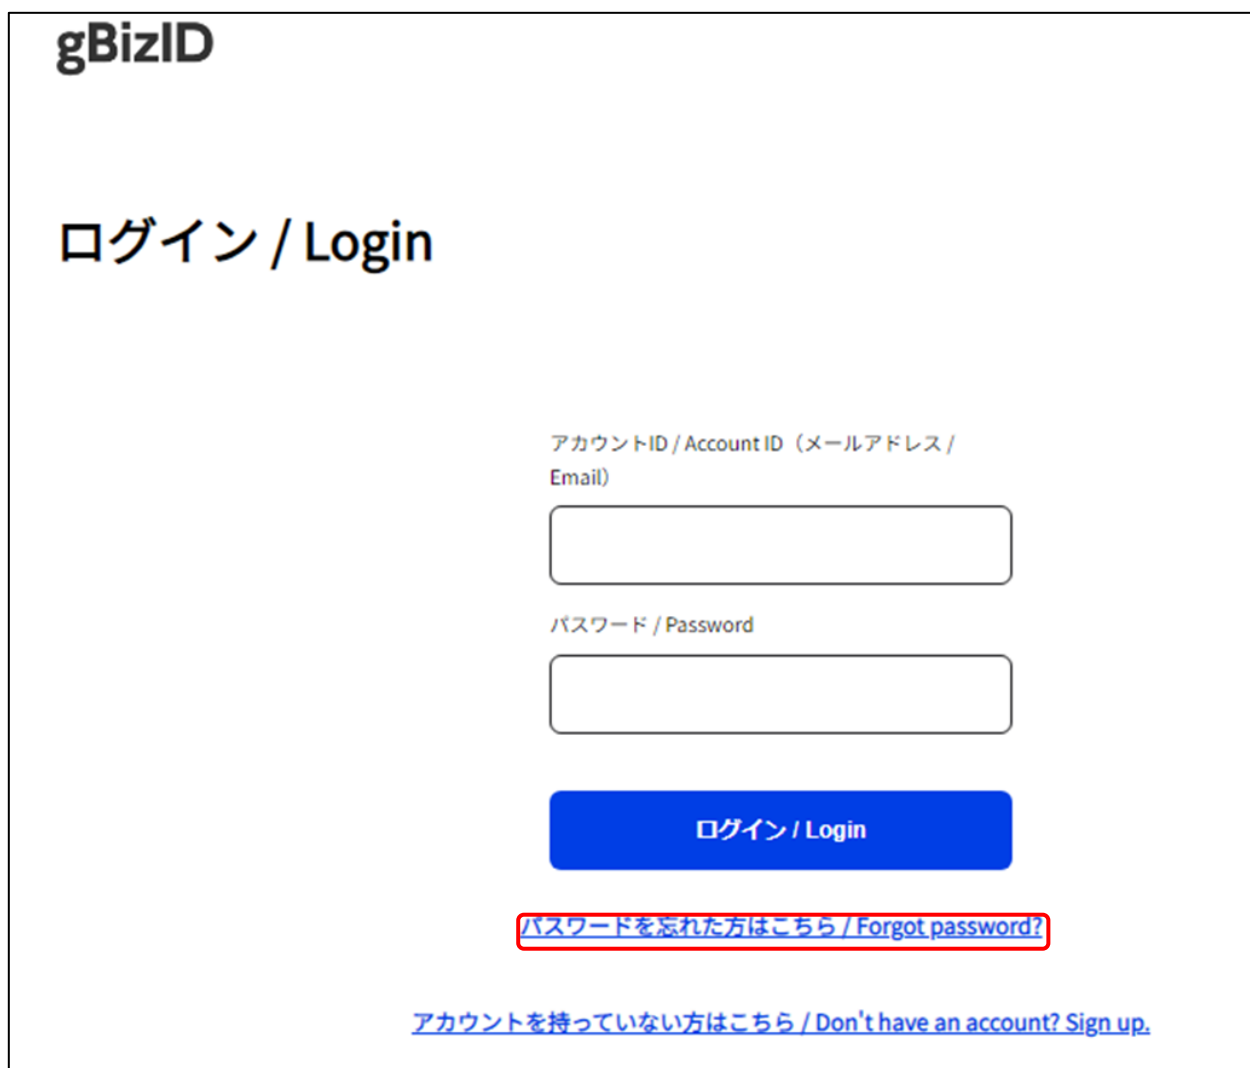 gBizID
ログイン / Login
アカウントID / Account ID（メールアドレス /
Email）
パスワード / Password
ログイン / Login
パスワードを忘れた方はこちら / Forgot password?
アカウントを持っていない方はこちら / Don't have an account? Sign up.